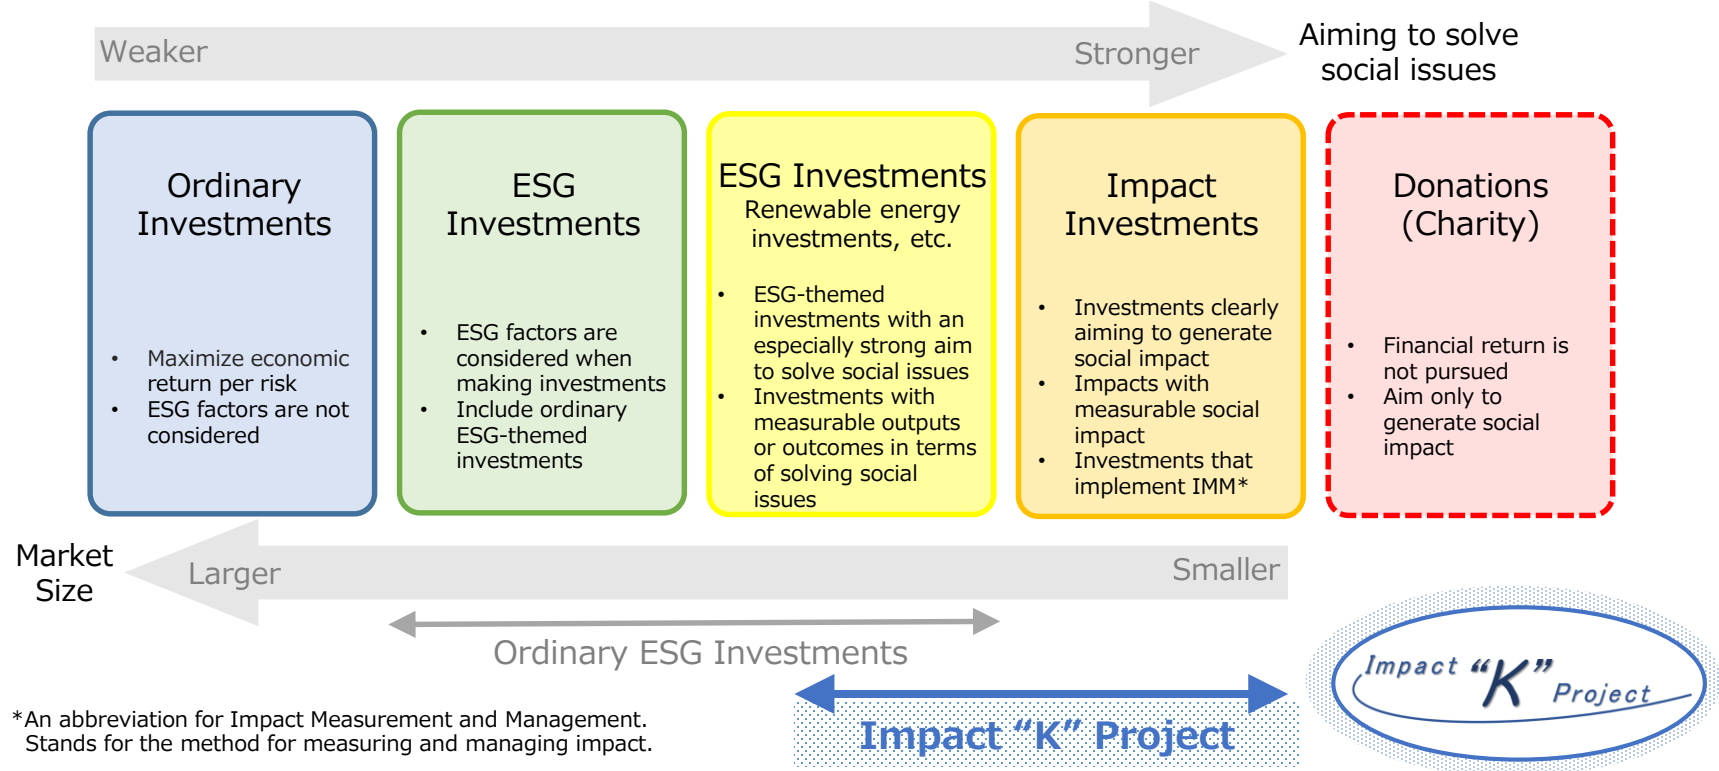 Weaker
Stronger
Aiming to solve
social issues
Ordinary
Investments
• Maximize economic
return per risk
• ESG factors are not
considered
ESG
Investments
• ESG factors are
considered when
making investments
• Include ordinary
ESG-themed
investments
ESG Investments
Renewable energy
investments, etc.
• ESG-themed
investments with an
especially strong aim
to solve social issues
• Investments with
measurable outputs
or outcomes in terms
of solving social
issues
Impact
Investments
• Investments clearly
aiming to generate
social impact
• Impacts with
measurable social
impact
• Investments that
implement IMM*
Donations
(Charity)
• Financial return is
not pursued
• Aim only to
generate social
impact
Market
Size
Larger
Smaller
Ordinary ESG Investments
Impact “K” Project
Impact “K” Project
*An abbreviation for Impact Measurement and Management.
Stands for the method for measuring and managing impact.